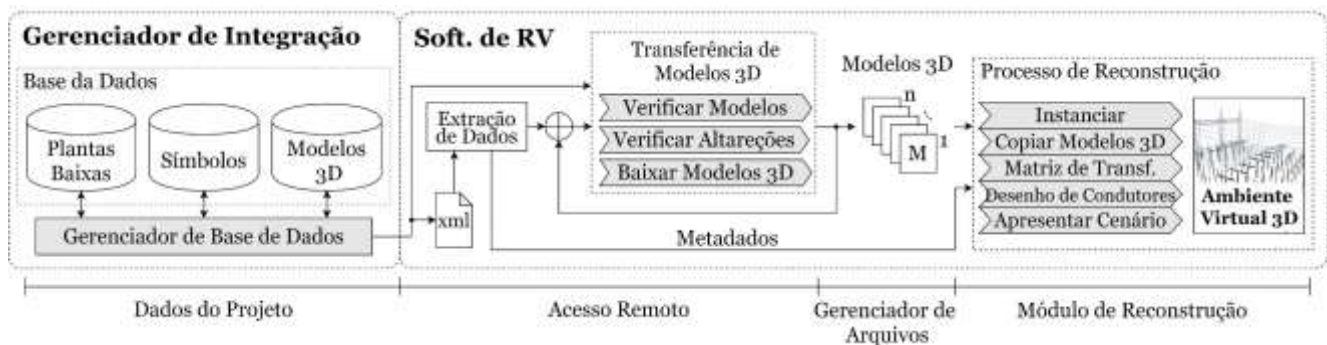 Gerenciador de Integração
Base da Dados
Plantas
Baixas
Símbolos
Modelos
3D
Gerenciador de Base de Dados
Soft. de RV
Extração
de Dados
xml
Transferência de
Modelos 3D
Verificar Modelos
Verificar Altareções
Baixar Modelos 3D
Metadados
Modelos 3D
n
1
M
Processo de Reconstrução
Instanciar
Copiar Modelos 3D
Matriz de Transf.
Desenho de Condutores
Apresentar Cenário
Ambiente
Virtual 3D
Dados do Projeto
Acesso Remoto
Gerenciador de
Arquivos
Módulo de Reconstrução